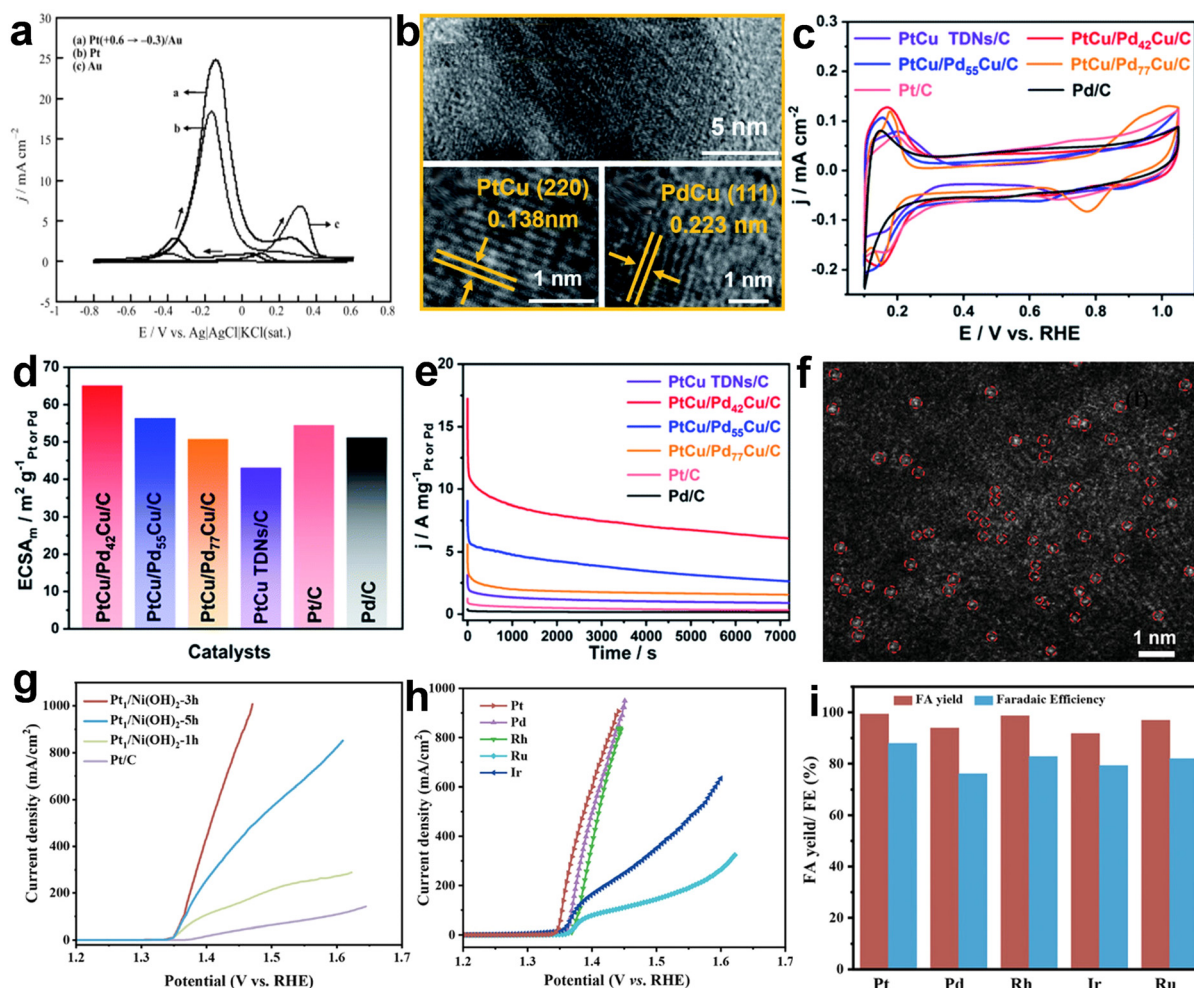 a
(a) Pt(+0.6 → −0.3)/Au
(b) Pt
(c) Au
a
b
c
30
25
20
15
10
5
0
5
-1
-0.8
-0.6
-0.4
-0.2
0
0.2
0.4
0.6
0.8
j / mA cm⁻²
E / V vs. Ag|AgCl|KCl(sat.)
b
5 nm
PtCu (220)
0.138nm
1 nm
PdCu (111)
0.223 nm
1 nm
c
PtCu TDNs/C
PtCu/Pd₄₂Cu/C
PtCu/Pd₅₅Cu/C
PtCu/Pd₇₇Cu/C
Pt/C
Pd/C
0.3
0.2
0.1
0.0
-0.1
-0.2
0.2
0.4
0.6
0.8
1.0
j / mA cm⁻²
E / V vs. RHE
d
65
60
55
50
45
40
35
30
25
20
15
10
5
0
ECSAₘ / m² g⁻¹ Pt or Pd
PtCu/Pd₄₂Cu/C
PtCu/Pd₅₅Cu/C
PtCu/Pd₇₇Cu/C
PtCu TDNs/C
Pt/C
Pd/C
Catalysts
e
PtCu TDNs/C
PtCu/Pd₄₂Cu/C
PtCu/Pd₅₅Cu/C
PtCu/Pd₇₇Cu/C
Pt/C
Pd/C
20
15
10
5
0
0
1000
2000
3000
4000
5000
6000
7000
j / A mg⁻¹ Pt or Pd
Time / s
f
1 nm
g
Pt₁/Ni(OH)₂-3h
Pt₁/Ni(OH)₂-5h
Pt₁/Ni(OH)₂-1h
Pt/C
1000
800
600
400
200
0
1.2
1.3
1.4
1.5
1.6
1.7
Current density (mA/cm²)
Potential (V vs. RHE)
h
Pt
Pd
Rh
Ru
Ir
1000
800
600
400
200
0
1.2
1.3
1.4
1.5
1.6
1.7
Current density (mA/cm²)
Potential (V vs. RHE)
i
FA yield
Faradaic Efficiency
100
80
60
40
20
0
FA yeild/ FE (%)
Pt
Pd
Rh
Ir
Ru